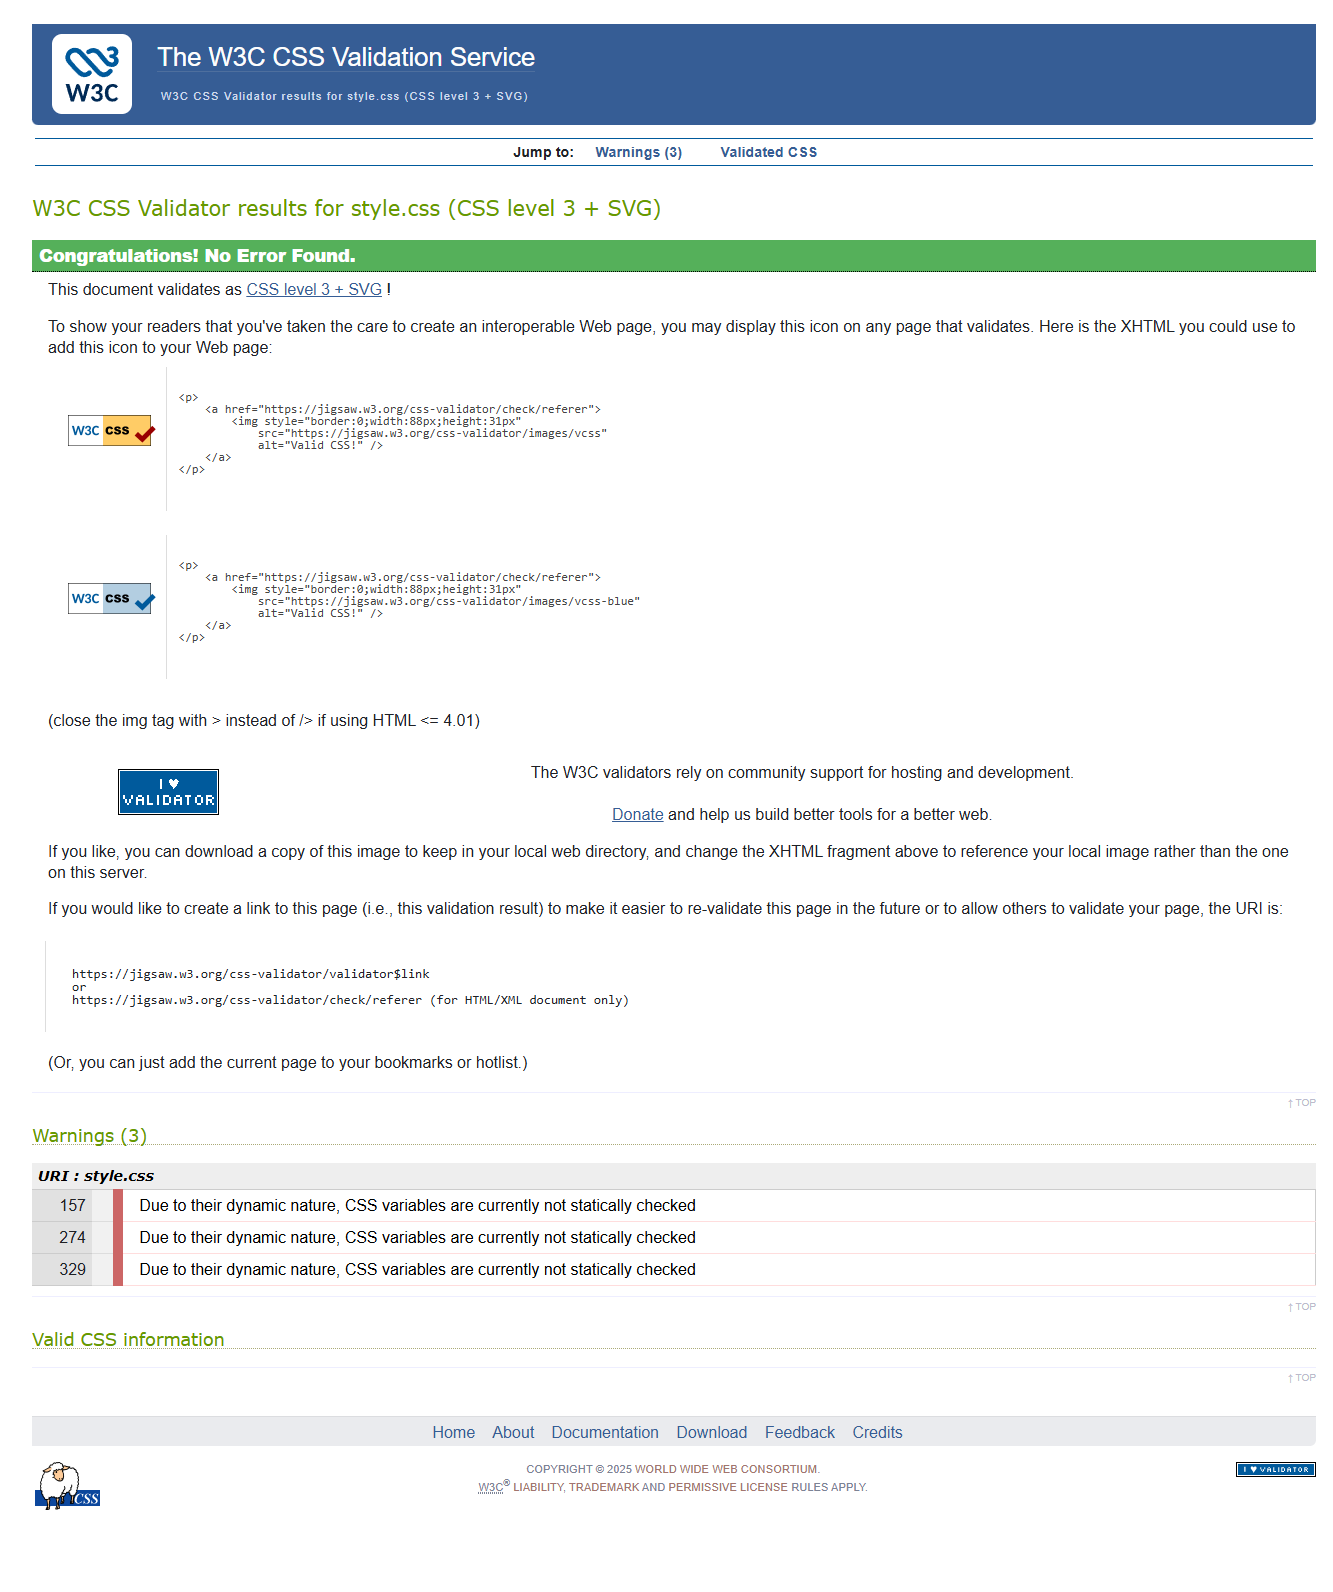 W3C
The W3C CSS Validation Service
W3C CSS Validator results for style.css (CSS level 3 + SVG)
Jump to: Warnings (3) Validated CSS
W3C CSS Validator results for style.css (CSS level 3 + SVG)
Congratulations! No Error Found.
This document validates as CSS level 3 + SVG !
To show your readers that you've taken the care to create an interoperable Web page, you may display this icon on any page that validates. Here is the XHTML you could use to
add this icon to your Web page:
W3C css
<p>
    <a href="https://jigsaw.w3.org/css-validator/check/referer">
        <img style="border:0;width:88px;height:31px"
            src="https://jigsaw.w3.org/css-validator/images/vcss"
            alt="Valid CSS!" />
    </a>
</p>
W3C css
<p>
    <a href="https://jigsaw.w3.org/css-validator/check/referer">
        <img style="border:0;width:88px;height:31px"
            src="https://jigsaw.w3.org/css-validator/images/vcss-blue"
            alt="Valid CSS!" />
    </a>
</p>
(close the img tag with > instead of /> if using HTML <= 4.01)
I ♥
VALIDATOR
The W3C validators rely on community support for hosting and development.
Donate and help us build better tools for a better web.
If you like, you can download a copy of this image to keep in your local web directory, and change the XHTML fragment above to reference your local image rather than the one
on this server.
If you would like to create a link to this page (i.e., this validation result) to make it easier to re-validate this page in the future or to allow others to validate your page, the URI is:
https://jigsaw.w3.org/css-validator/validator$link
or
https://jigsaw.w3.org/css-validator/check/referer (for HTML/XML document only)
(Or, you can just add the current page to your bookmarks or hotlist.)
↑ TOP
Warnings (3)
URI : style.css
157 Due to their dynamic nature, CSS variables are currently not statically checked
274 Due to their dynamic nature, CSS variables are currently not statically checked
329 Due to their dynamic nature, CSS variables are currently not statically checked
↑ TOP
Valid CSS information
↑ TOP
Home About Documentation Download Feedback Credits
CSS
COPYRIGHT © 2025 WORLD WIDE WEB CONSORTIUM.
W3C® LIABILITY, TRADEMARK AND PERMISSIVE LICENSE RULES APPLY.
I ♥ VALIDATOR